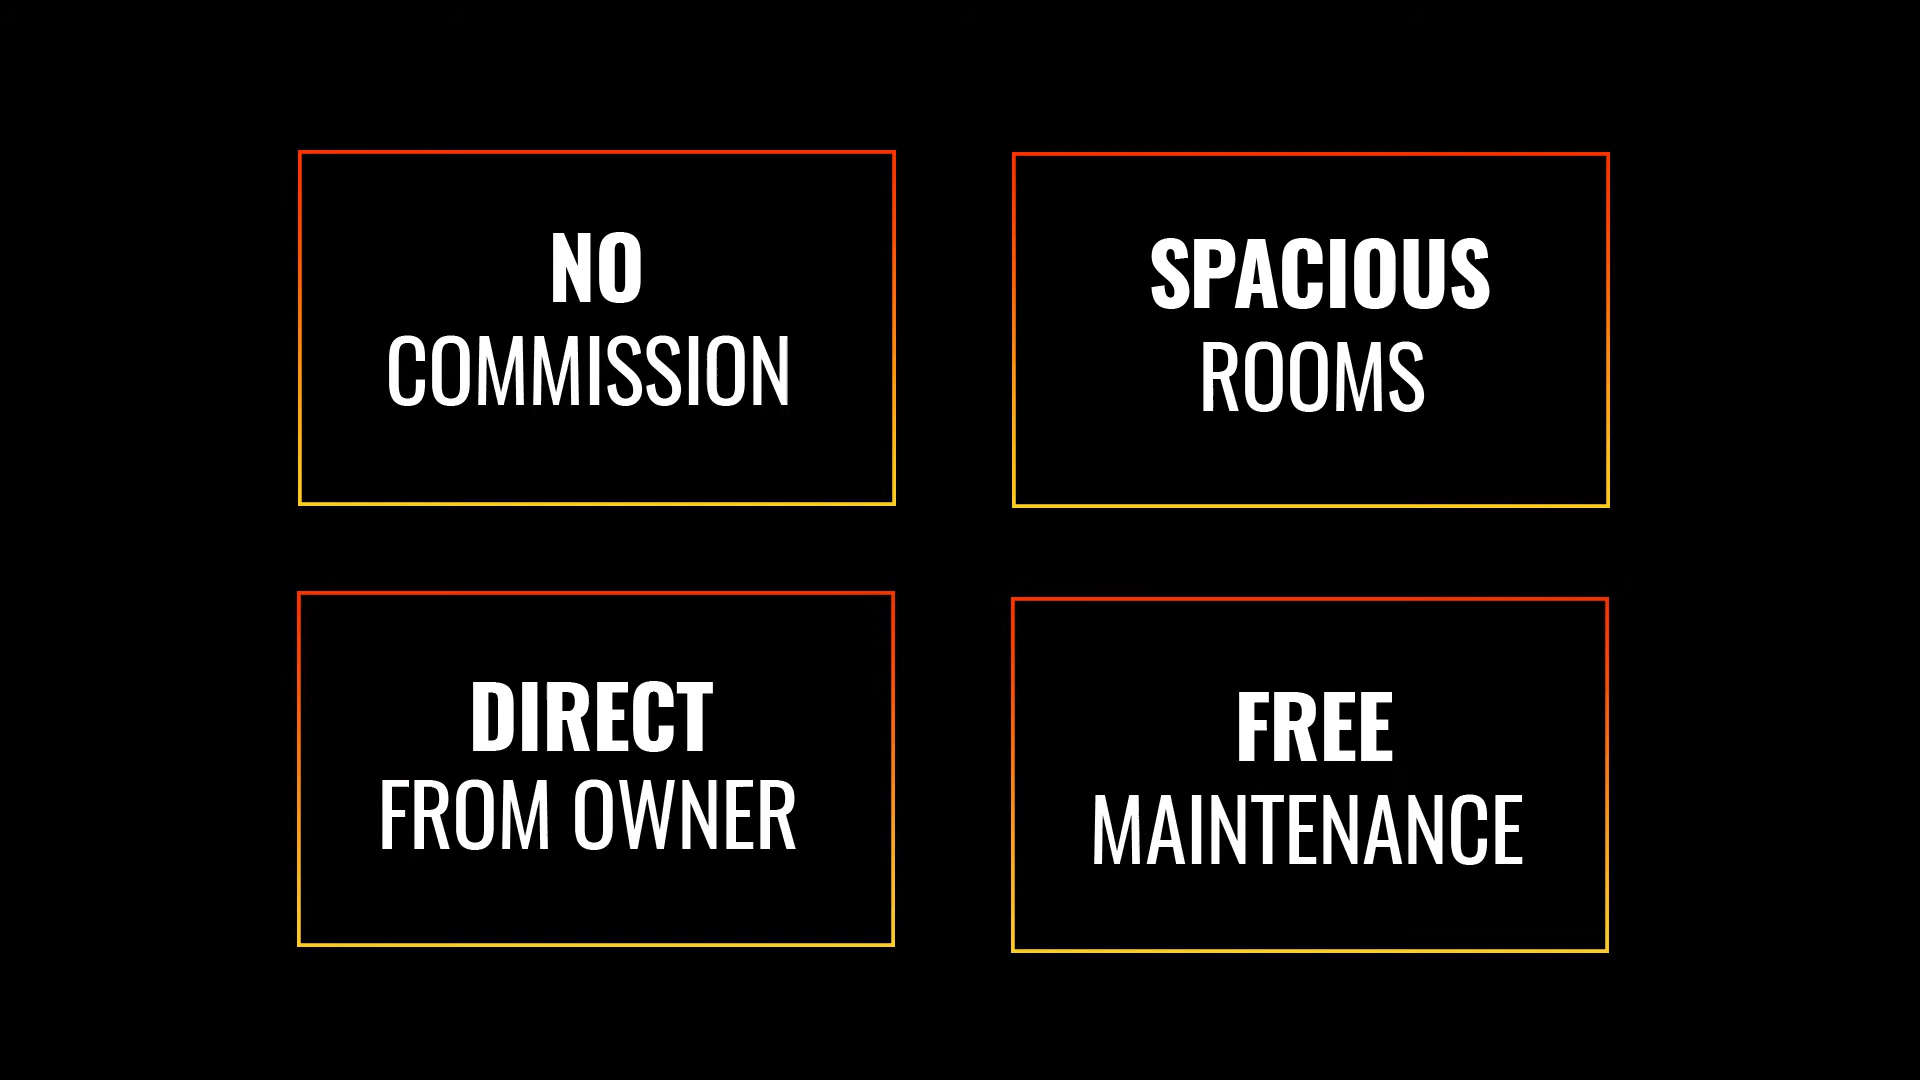 NO
COMMISSION
SPACIOUS
ROOMS
DIRECT
FROM OWNER
FREE
MAINTENANCE